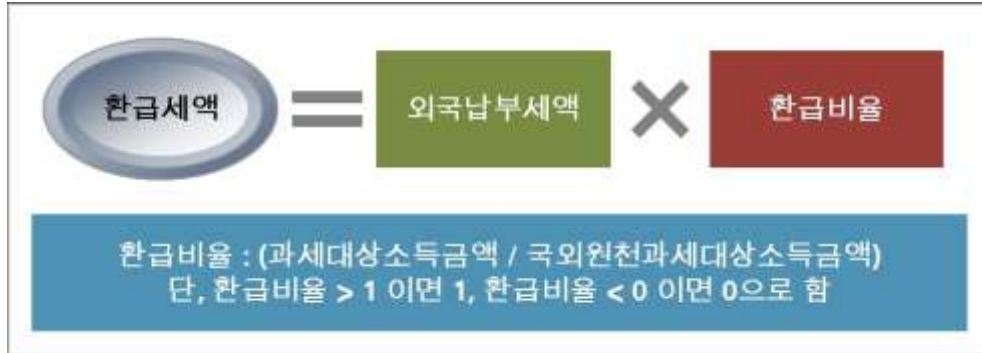 환급세액 = 외국납부세액 × 환급비율
환급비율 : (과세대상소득금액 / 국외원천과세대상소득금액)
단, 환급비율 > 1 이면 1, 환급비율 < 0 이면 0으로 함